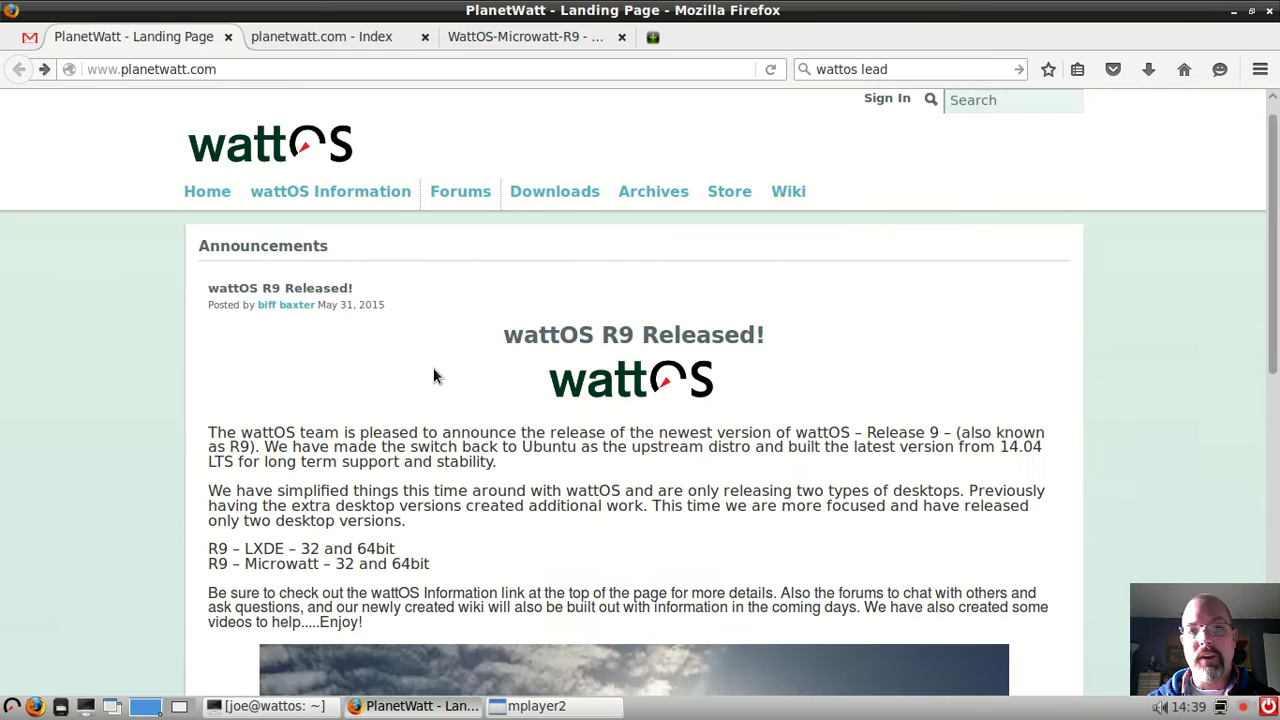 PlanetWatt - Landing Page - Mozilla Firefox
PlanetWatt - Landing Page
planetwatt.com - Index
WattOS-Microwatt-R9 - ...
www.planetwatt.com
wattos lead
Sign In
Search
wattOS
Home
wattOS Information
Forums
Downloads
Archives
Store
Wiki
Announcements
wattOS R9 Released!
Posted by biff baxter May 31, 2015
wattOS R9 Released!
wattOS
The wattOS team is pleased to announce the release of the newest version of wattOS – Release 9 – (also known
as R9). We have made the switch back to Ubuntu as the upstream distro and built the latest version from 14.04
LTS for long term support and stability.
We have simplified things this time around with wattOS and are only releasing two types of desktops. Previously
having the extra desktop versions created additional work. This time we are more focused and have released
only two desktop versions.
R9 – LXDE – 32 and 64bit
R9 – Microwatt – 32 and 64bit
Be sure to check out the wattOS Information link at the top of the page for more details. Also the forums to chat with others and
ask questions, and our newly created wiki will also be built out with information in the coming days. We have also created some
videos to help.....Enjoy!
[joe@wattos: ~]
PlanetWatt - Lan...
mplayer2
14:39